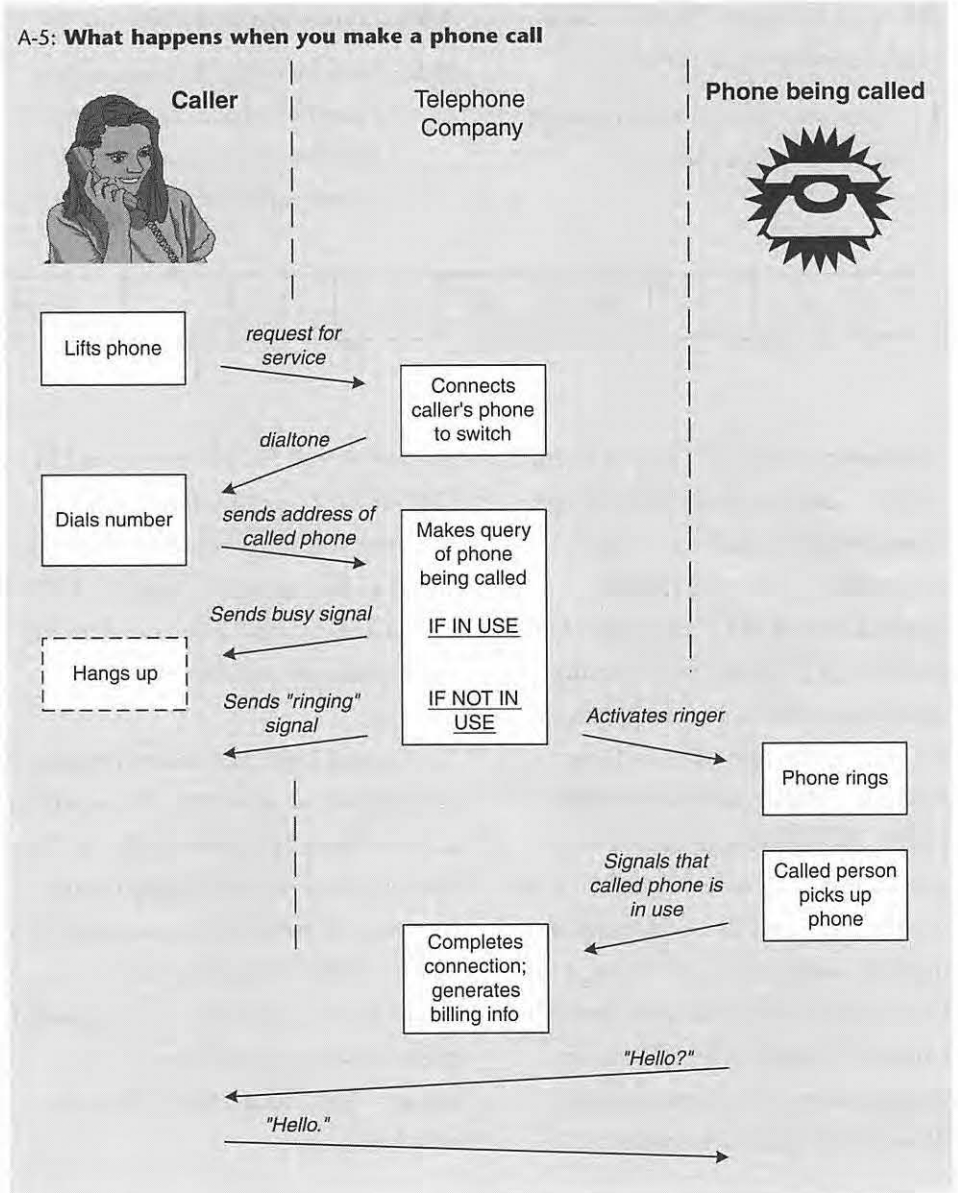 A-5: What happens when you make a phone call
Caller
Telephone
Company
Phone being called
Lifts phone
request for
service
Connects
caller's phone
to switch
dialtone
Dials number
sends address of
called phone
Makes query
of phone
being called
Sends busy signal
IF IN USE
Hangs up
Sends "ringing"
signal
IF NOT IN
USE
Activates ringer
Phone rings
Signals that
called phone is
in use
Called person
picks up
phone
Completes
connection;
generates
billing info
"Hello?"
"Hello."